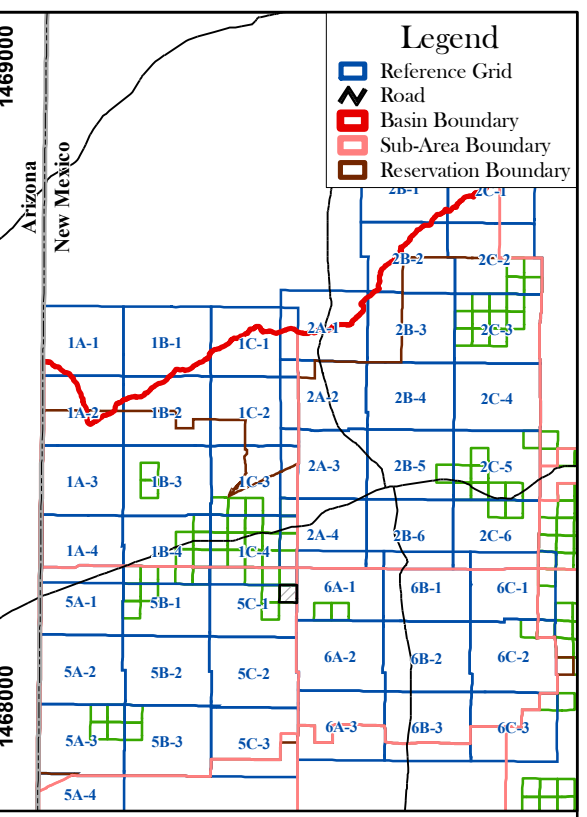 1469000
Legend
Reference Grid
Road
Basin Boundary
Sub-Area Boundary
Reservation Boundary
Arizona
New Mexico
2B-1 2C-1
2B-2 2C-2
1A-1 1B-1 1C-1 2A-1 2B-3 2C-3
1A-2 1B-2 1C-2 2A-2 2B-4 2C-4
1A-3 1B-3 1C-3 2A-3 2B-5 2C-5
1A-4 1B-4 1C-4 2A-4 2B-6 2C-6
5A-1 5B-1 5C-1 6A-1 6B-1 6C-1
5A-2 5B-2 5C-2 6A-2 6B-2 6C-2
5A-3 5B-3 5C-3 6A-3 6B-3 6C-3
5A-4
1468000